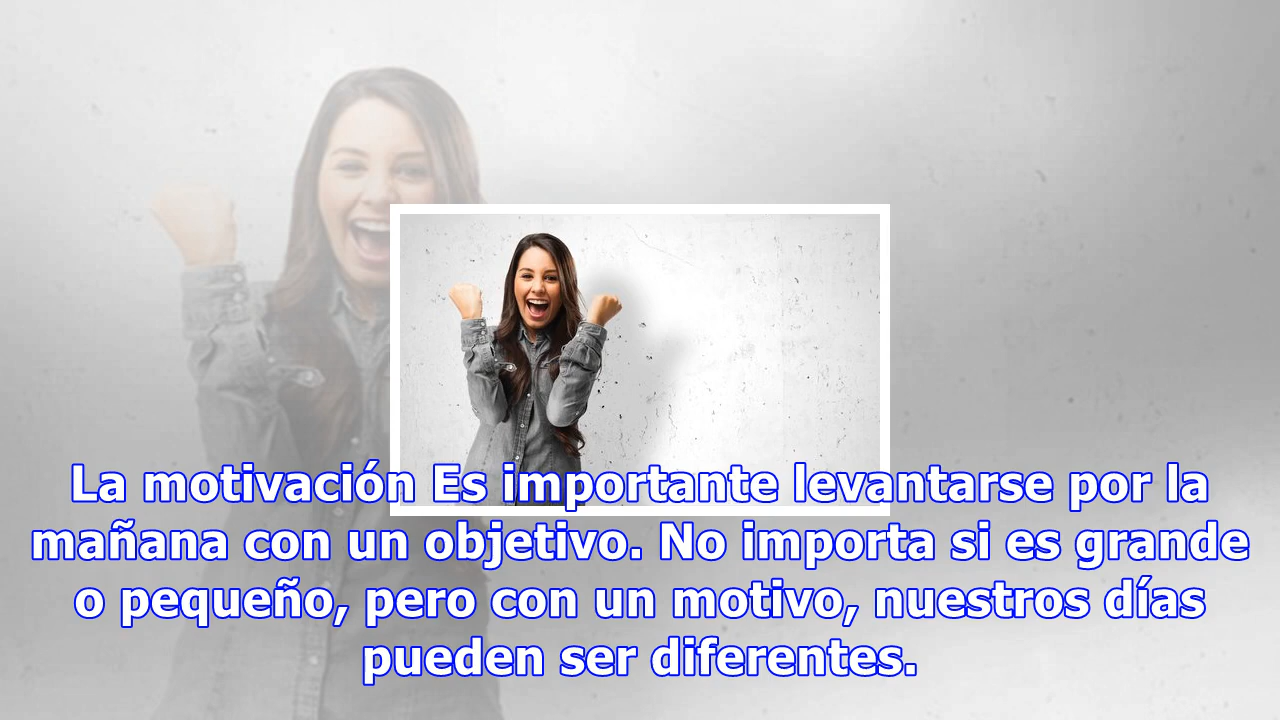 La motivación Es importante levantarse por la
mañana con un objetivo. No importa si es grande
o pequeño, pero con un motivo, nuestros días
pueden ser diferentes.